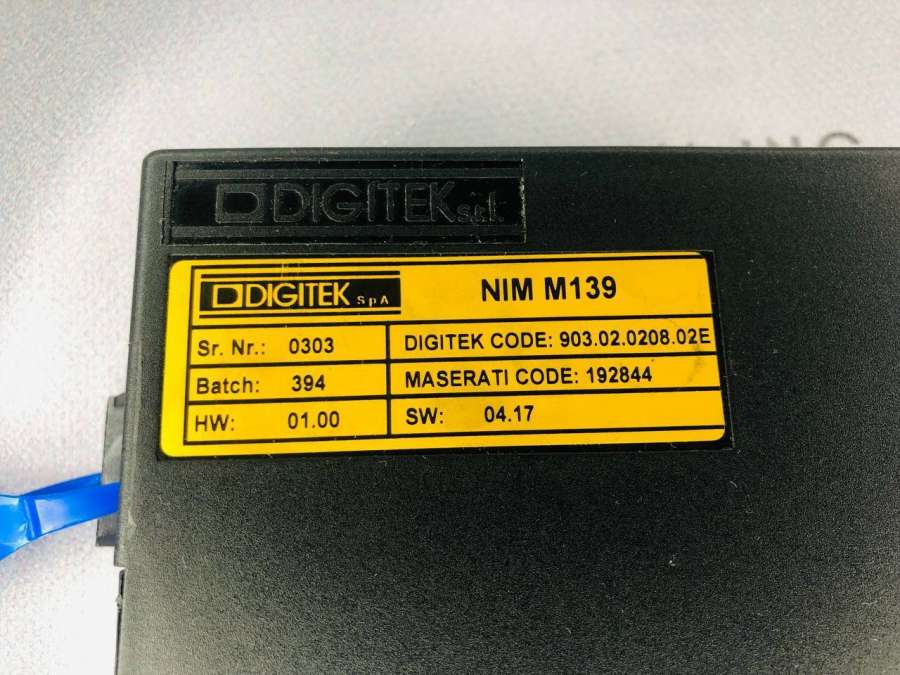 DIGITEK s.r.l.
DIGITEK SpA
NIM M139
Sr. Nr.: 0303
DIGITEK CODE: 903.02.0208.02E
Batch: 394
MASERATI CODE: 192844
HW: 01.00
SW: 04.17